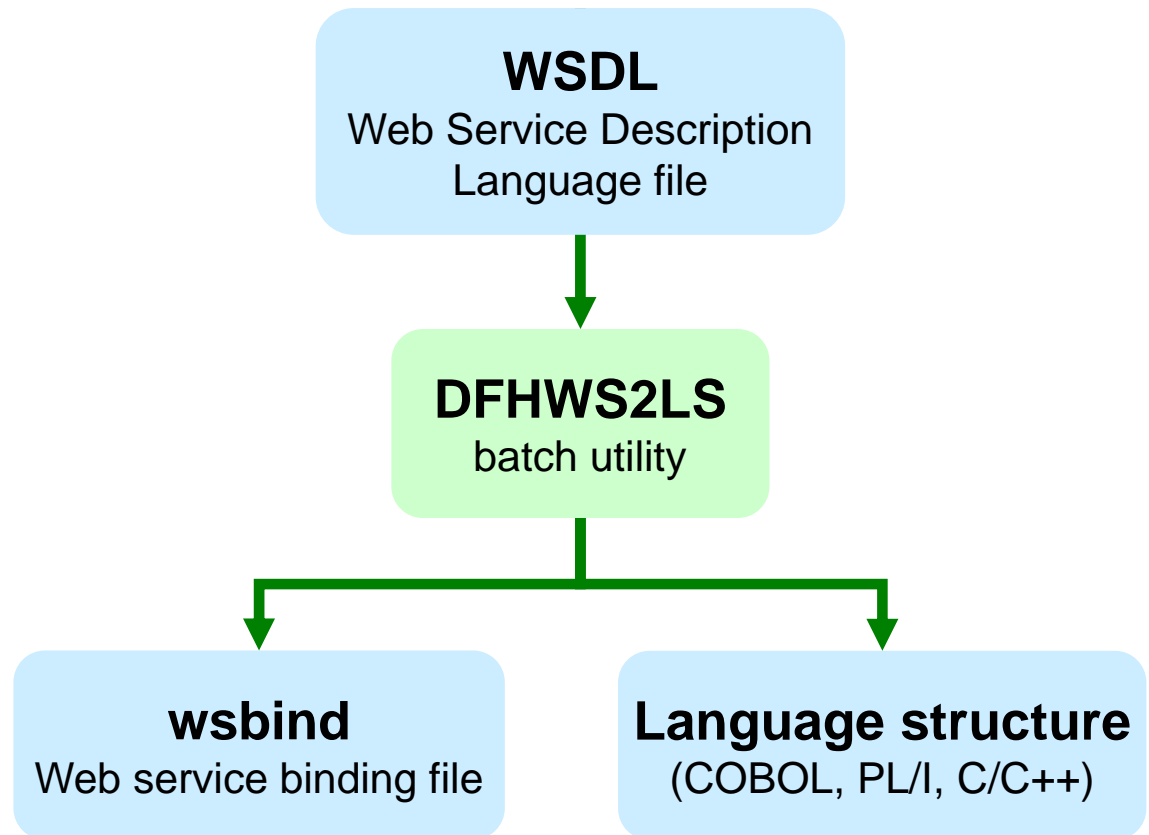 WSDL
Web Service Description
Language file
DFHWS2LS
batch utility
wsbind
Web service binding file
Language structure
(COBOL, PL/I, C/C++)